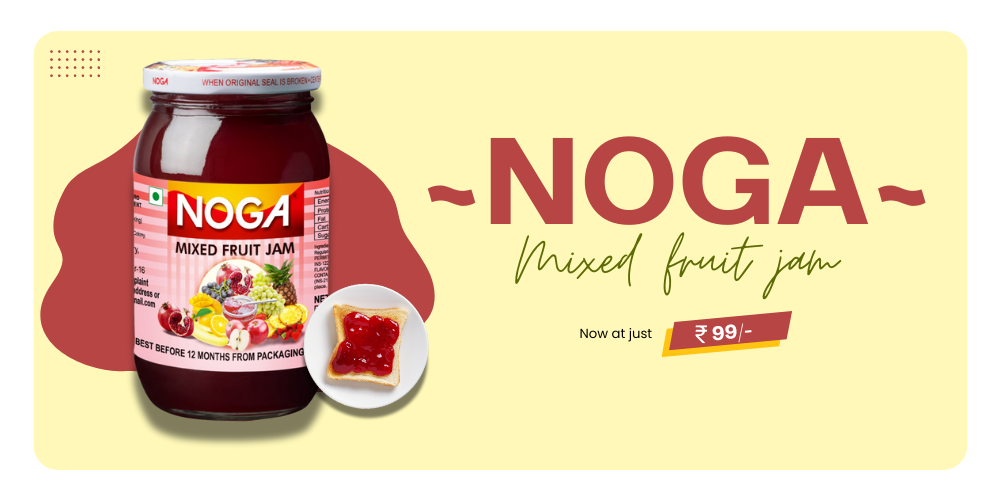 NOGA WHEN ORIGINAL SEAL IS BROKEN
NOGA
MIXED FRUIT JAM
BEST BEFORE 12 MONTHS FROM PACKAGING
~NOGA~
Mixed fruit jam
Now at just ₹ 99/-